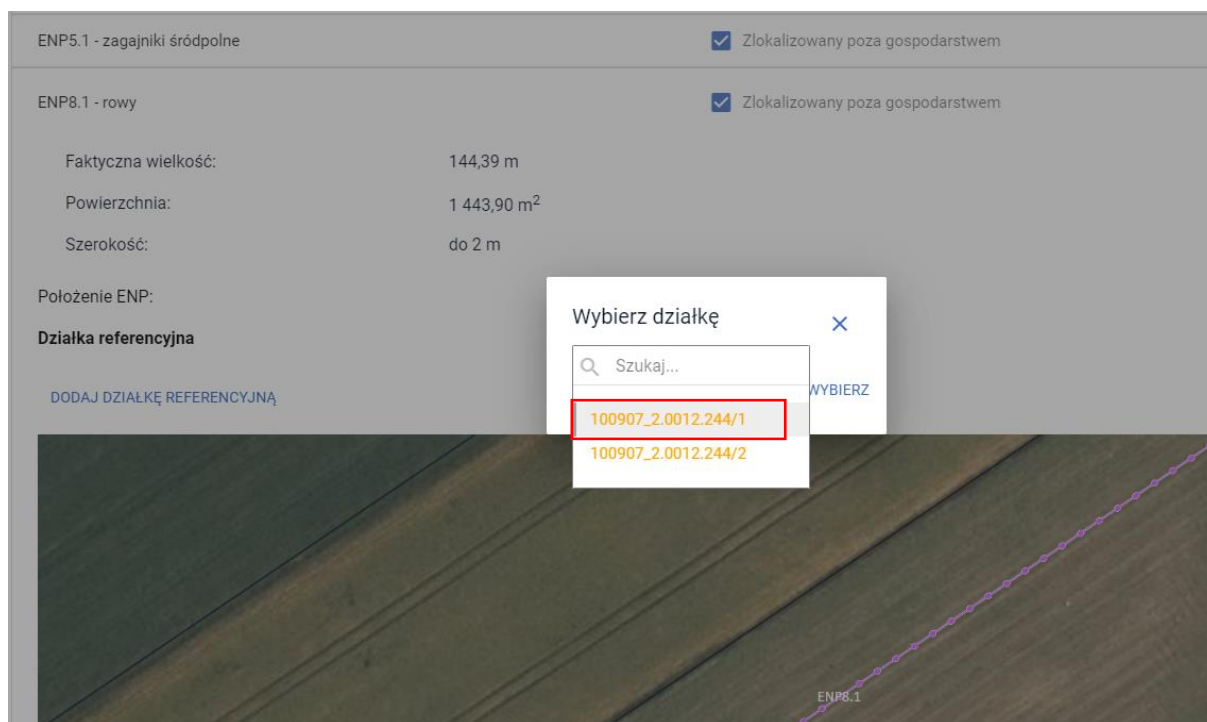 ENP5.1 - zagajniki śródpolne Zlokalizowany poza gospodarstwem
ENP8.1 - rowy Zlokalizowany poza gospodarstwem
Faktyczna wielkość: 144,39 m
Powierzchnia: 1 443,90 m2
Szerokość: do 2 m
Położenie ENP:
Działka referencyjna
DODAJ DZIAŁKĘ REFERENCYJNĄ
Wybierz działkę
Szukaj...
WYBIERZ
100907_2.0012.244/1
100907_2.0012.244/2
ENP8.1